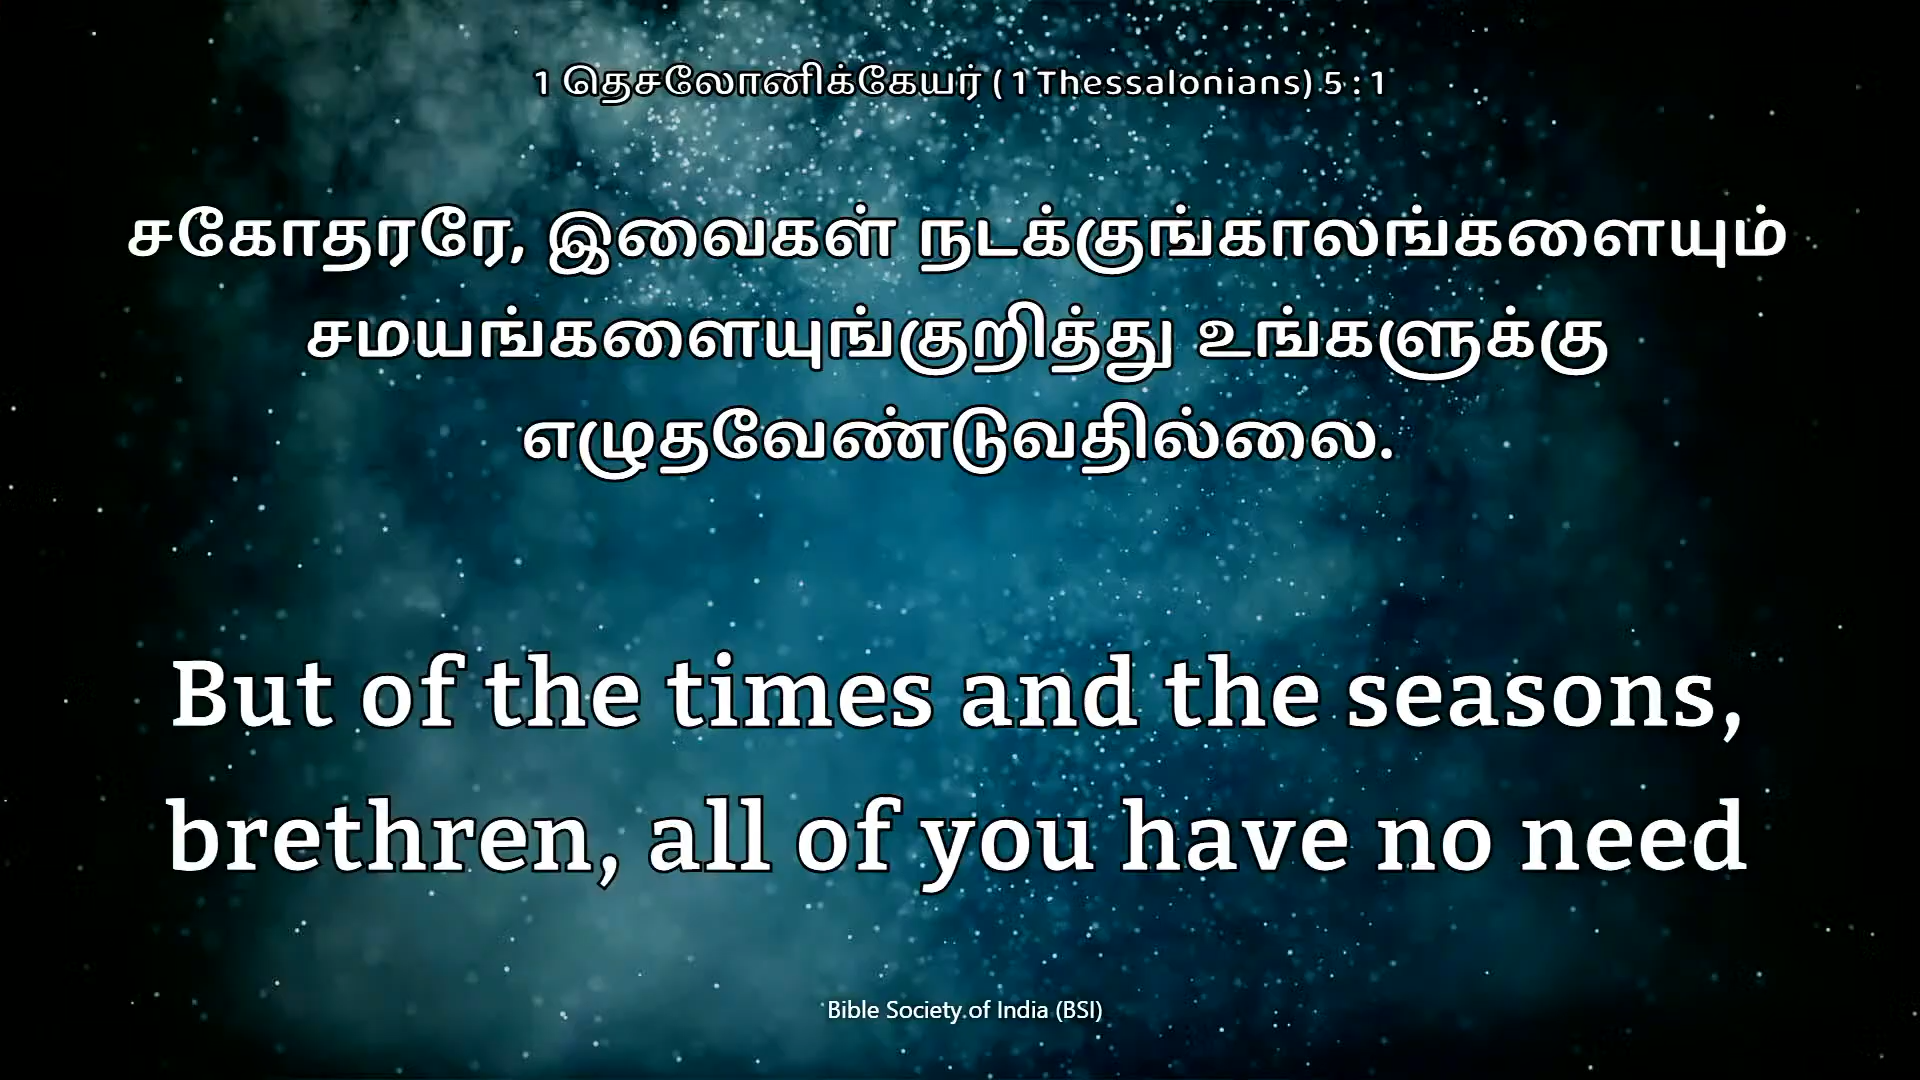 1 தெசலோனிக்கேயர் ( 1 Thessalonians) 5 : 1
சகோதரரே, இவைகள் நடக்குங்காலங்களையும்
சமயங்களையுங்குறித்து உங்களுக்கு
எழுதவேண்டுவதில்லை.
But of the times and the seasons,
brethren, all of you have no need
Bible Society of India (BSI)